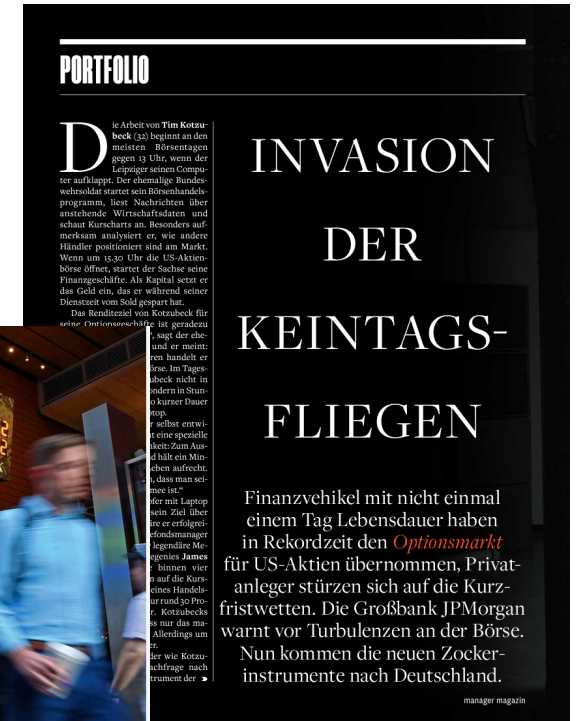 PORTFOLIO
Die Arbeit von Tim Kotzu-
beck (32) beginnt an den
meisten Börsentagen
gegen 13 Uhr, wenn der
Leipziger seinen Compu-
ter aufklappt. Der ehemalige Bundes-
wehrsoldat startet sein Börsenhandels-
programm, liest Nachrichten über
anstehende Wirtschaftsdaten und
schaut Kurscharts an. Besonders auf-
merksam analysiert er, wie andere
Händler positioniert sind am Markt.
Wenn um 15.30 Uhr die US-Aktien-
börse öffnet, startet der Sachse seine
Finanzgeschäfte. Als Kapital setzt er
das Geld ein, das er während seiner
Dienstzeit vom Sold gespart hat.
Das Renditeziel von Kotzubeck für
seine Optionsgeschäfte ist geradezu
sagt der ehe-
und er meint:
ren handelt er
örse. Im Tages-
ubeck nicht in
ondern in Stun-
o kurzer Dauer
ptop.
r selbst entwi-
t eine spezielle
nkeit: Zum Aus-
d hält ein Min-
eben aufrecht.
n, dass man sei-
mee ist.“
ofer mit Laptop
sein Ziel über
äre er erfolgrei-
efondsmanager
legendäre Me-
egenies James
binnen vier
n auf die Kurs-
eines Handels-
ur rund 30 Pro-
r. Kotzubecks
ss nur das ma-
Allerdings um
er.
der wie Kotzu-
achfrage nach
trument der
INVASION
DER
KEINTAGS-
FLIEGEN
Finanzvehikel mit nicht einmal
einem Tag Lebensdauer haben
in Rekordzeit den Optionsmarkt
für US-Aktien übernommen, Privat-
anleger stürzen sich auf die Kurz-
fristwetten. Die Großbank JPMorgan
warnt vor Turbulenzen an der Börse.
Nun kommen die neuen Zocker-
instrumente nach Deutschland.
manager magazin